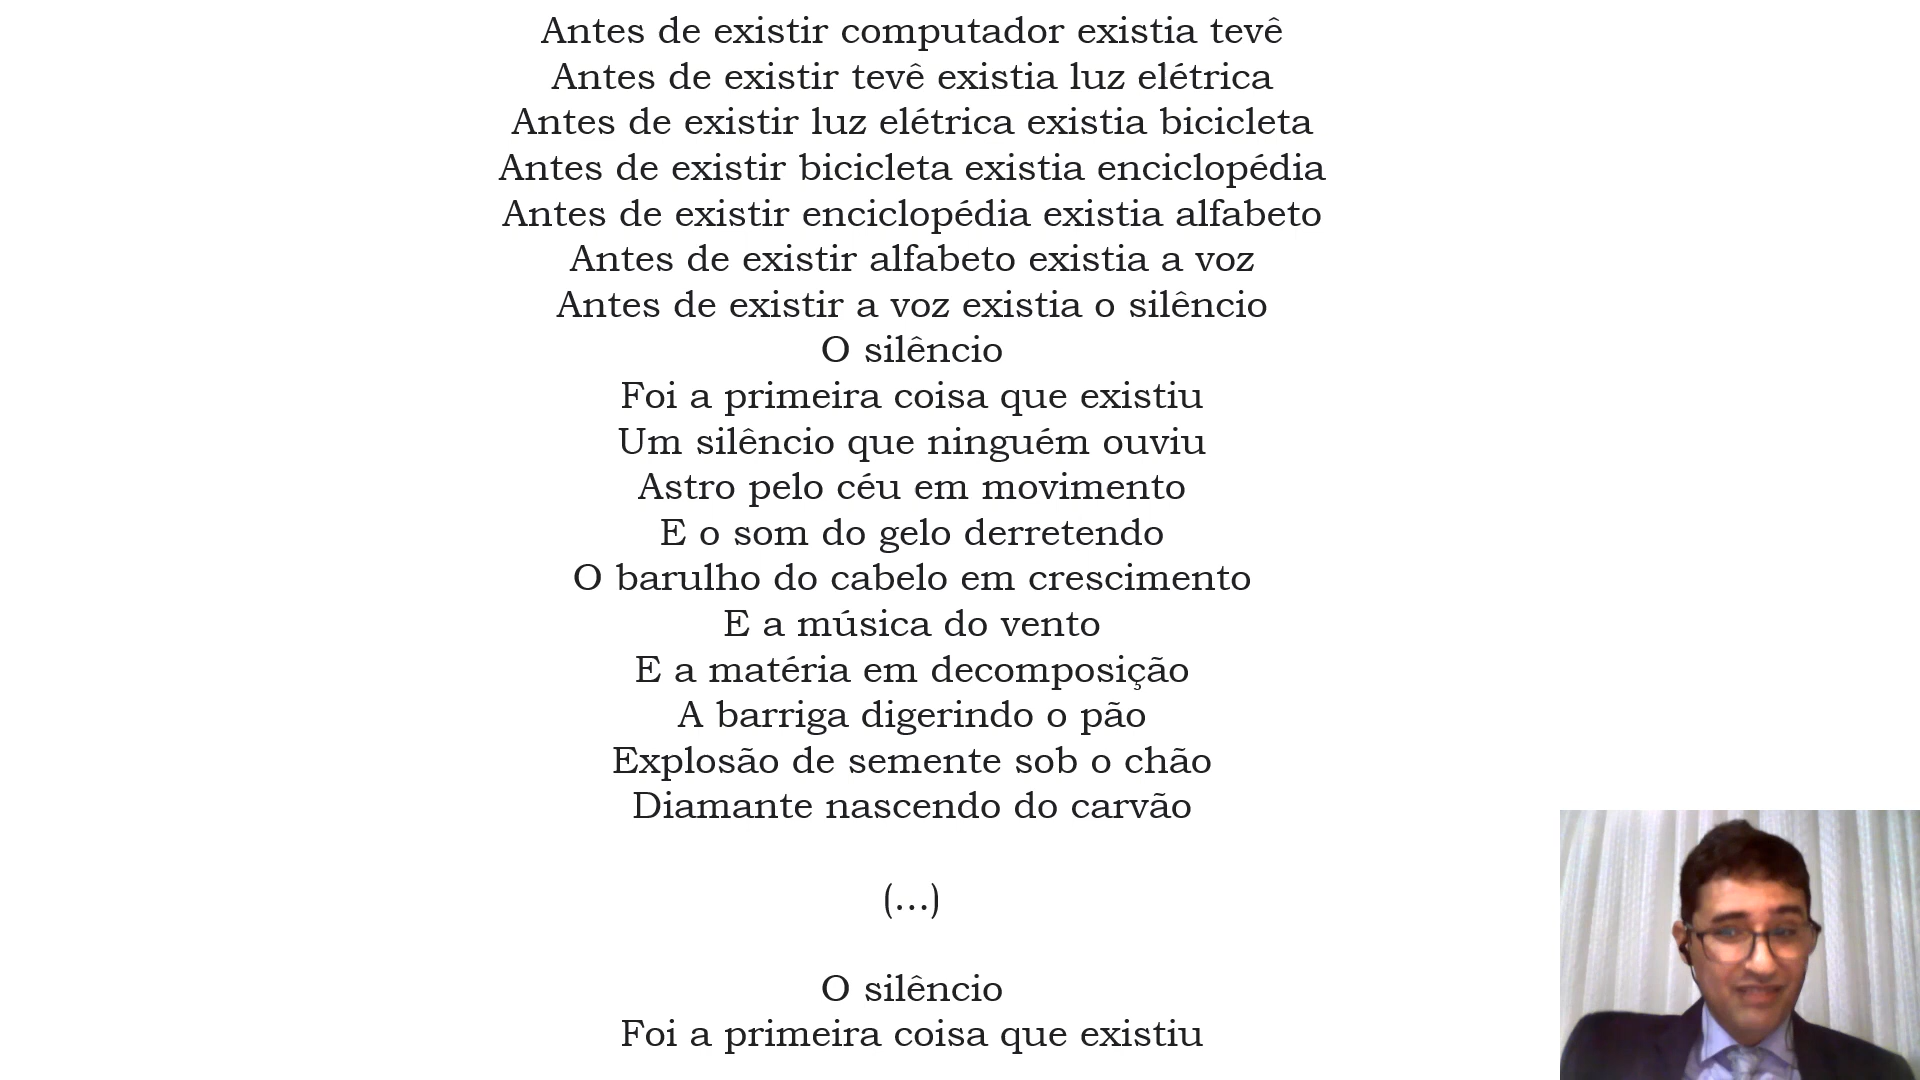 Antes de existir computador existia tevê
Antes de existir tevê existia luz elétrica
Antes de existir luz elétrica existia bicicleta
Antes de existir bicicleta existia enciclopédia
Antes de existir enciclopédia existia alfabeto
Antes de existir alfabeto existia a voz
Antes de existir a voz existia o silêncio
O silêncio
Foi a primeira coisa que existiu
Um silêncio que ninguém ouviu
Astro pelo céu em movimento
E o som do gelo derretendo
O barulho do cabelo em crescimento
E a música do vento
E a matéria em decomposição
A barriga digerindo o pão
Explosão de semente sob o chão
Diamante nascendo do carvão
(...)
O silêncio
Foi a primeira coisa que existiu